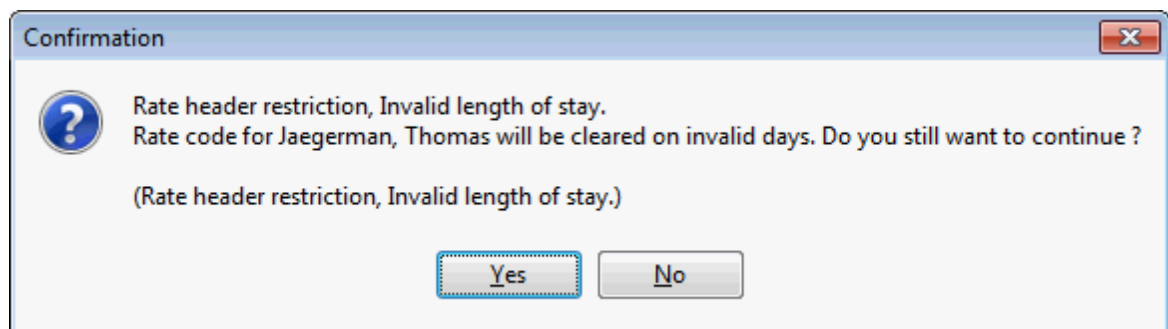 Confirmation
Rate header restriction, Invalid length of stay.
Rate code for Jaegerman, Thomas will be cleared on invalid days. Do you still want to continue ?
(Rate header restriction, Invalid length of stay.)
Yes No